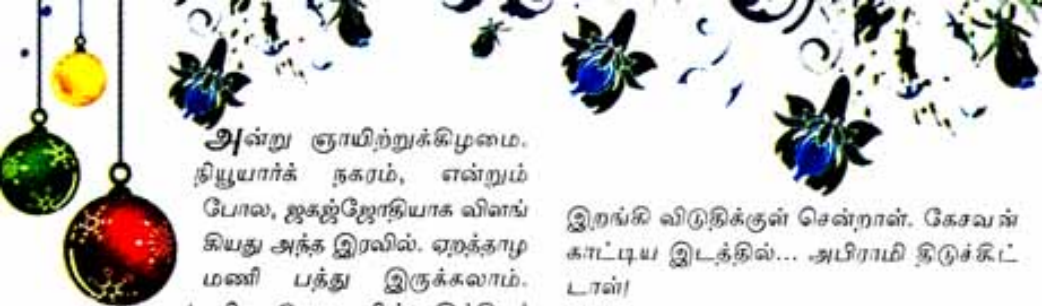 அன்று ஞாயிற்றுக்கிழமை.
நியூயார்க் நகரம், என்றும்
போல, ஜகஜ்ஜோதியாக விளங்
கியது அந்த இரவில். ஏறத்தாழ
மணி பத்து இருக்கலாம்.
இறங்கி விடுதிக்குள் சென்றாள். கேசவன்
காட்டிய இடத்தில்... அபிராமி திடுச்கிட்
டாள்!